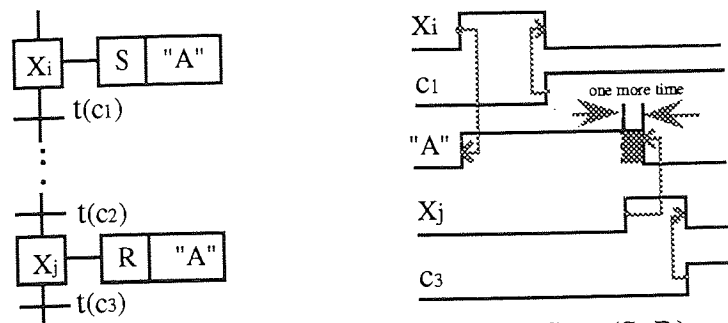 Xi S "A"
t(c1)
t(c2)
Xj R "A"
t(c3)
Xi
c1
one more time
"A"
Xj
c3